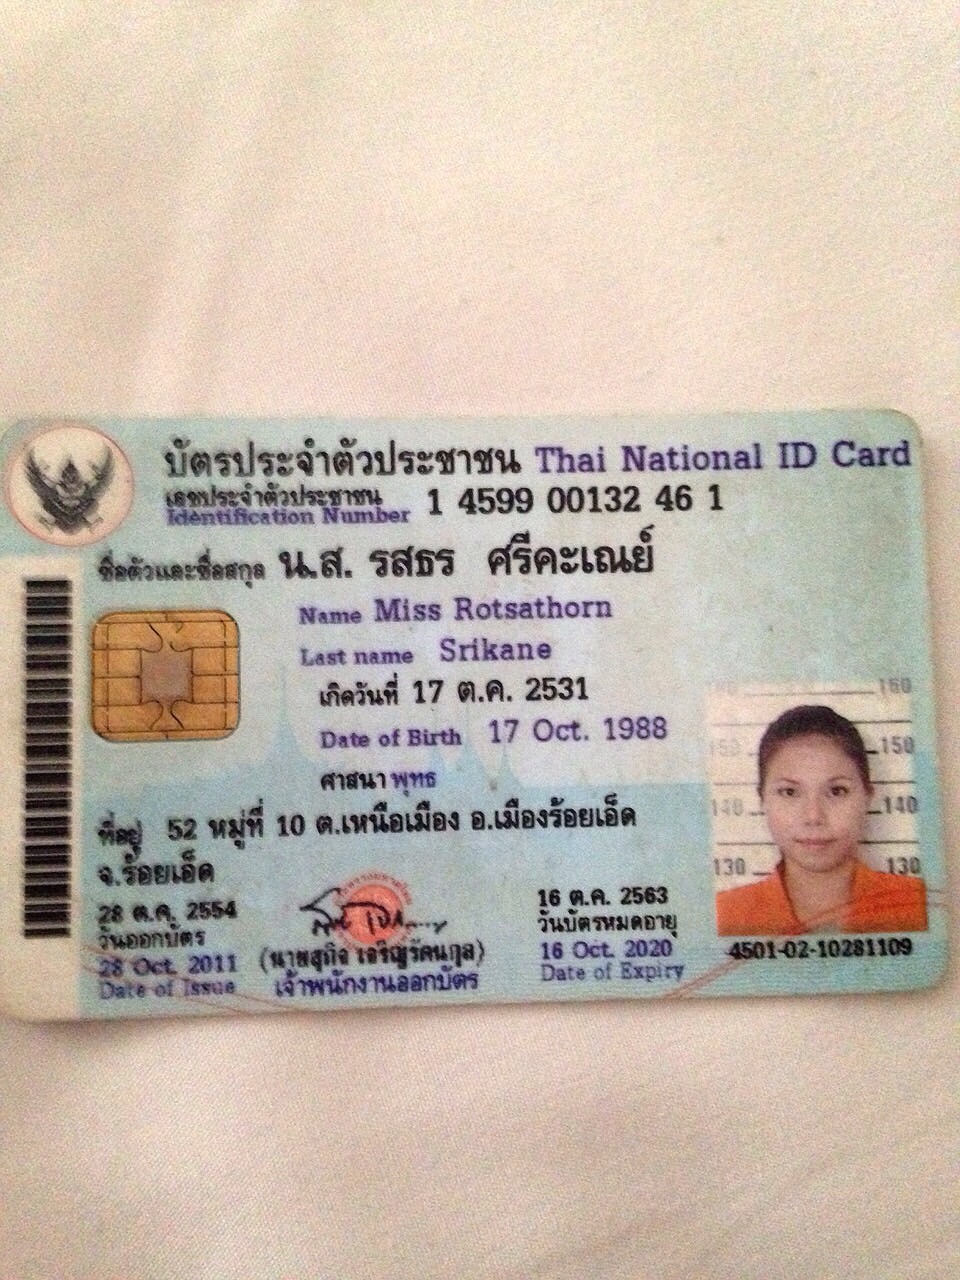 บัตรประจำตัวประชาชน Thai National ID Card
เลขประจำตัวประชาชน
Identification Number 1 4599 00132 46 1
ชื่อตัวและชื่อสกุล น.ส. รสธร ศรีคะเณย์
Name Miss Rotsathorn
Last name Srikane
เกิดวันที่ 17 ต.ค. 2531
Date of Birth 17 Oct. 1988
ศาสนา พุทธ
ที่อยู่ 52 หมู่ที่ 10 ต.เหนือเมือง อ.เมืองร้อยเอ็ด
จ.ร้อยเอ็ด
28 ต.ค. 2554
วันออกบัตร
28 Oct. 2011
Date of Issue
(นายสุกิจ เจริญรัตนกุล)
เจ้าพนักงานออกบัตร
16 ต.ค. 2563
วันบัตรหมดอายุ
16 Oct. 2020
Date of Expiry
160
150 150
140 140
130 130
4501-02-10281109